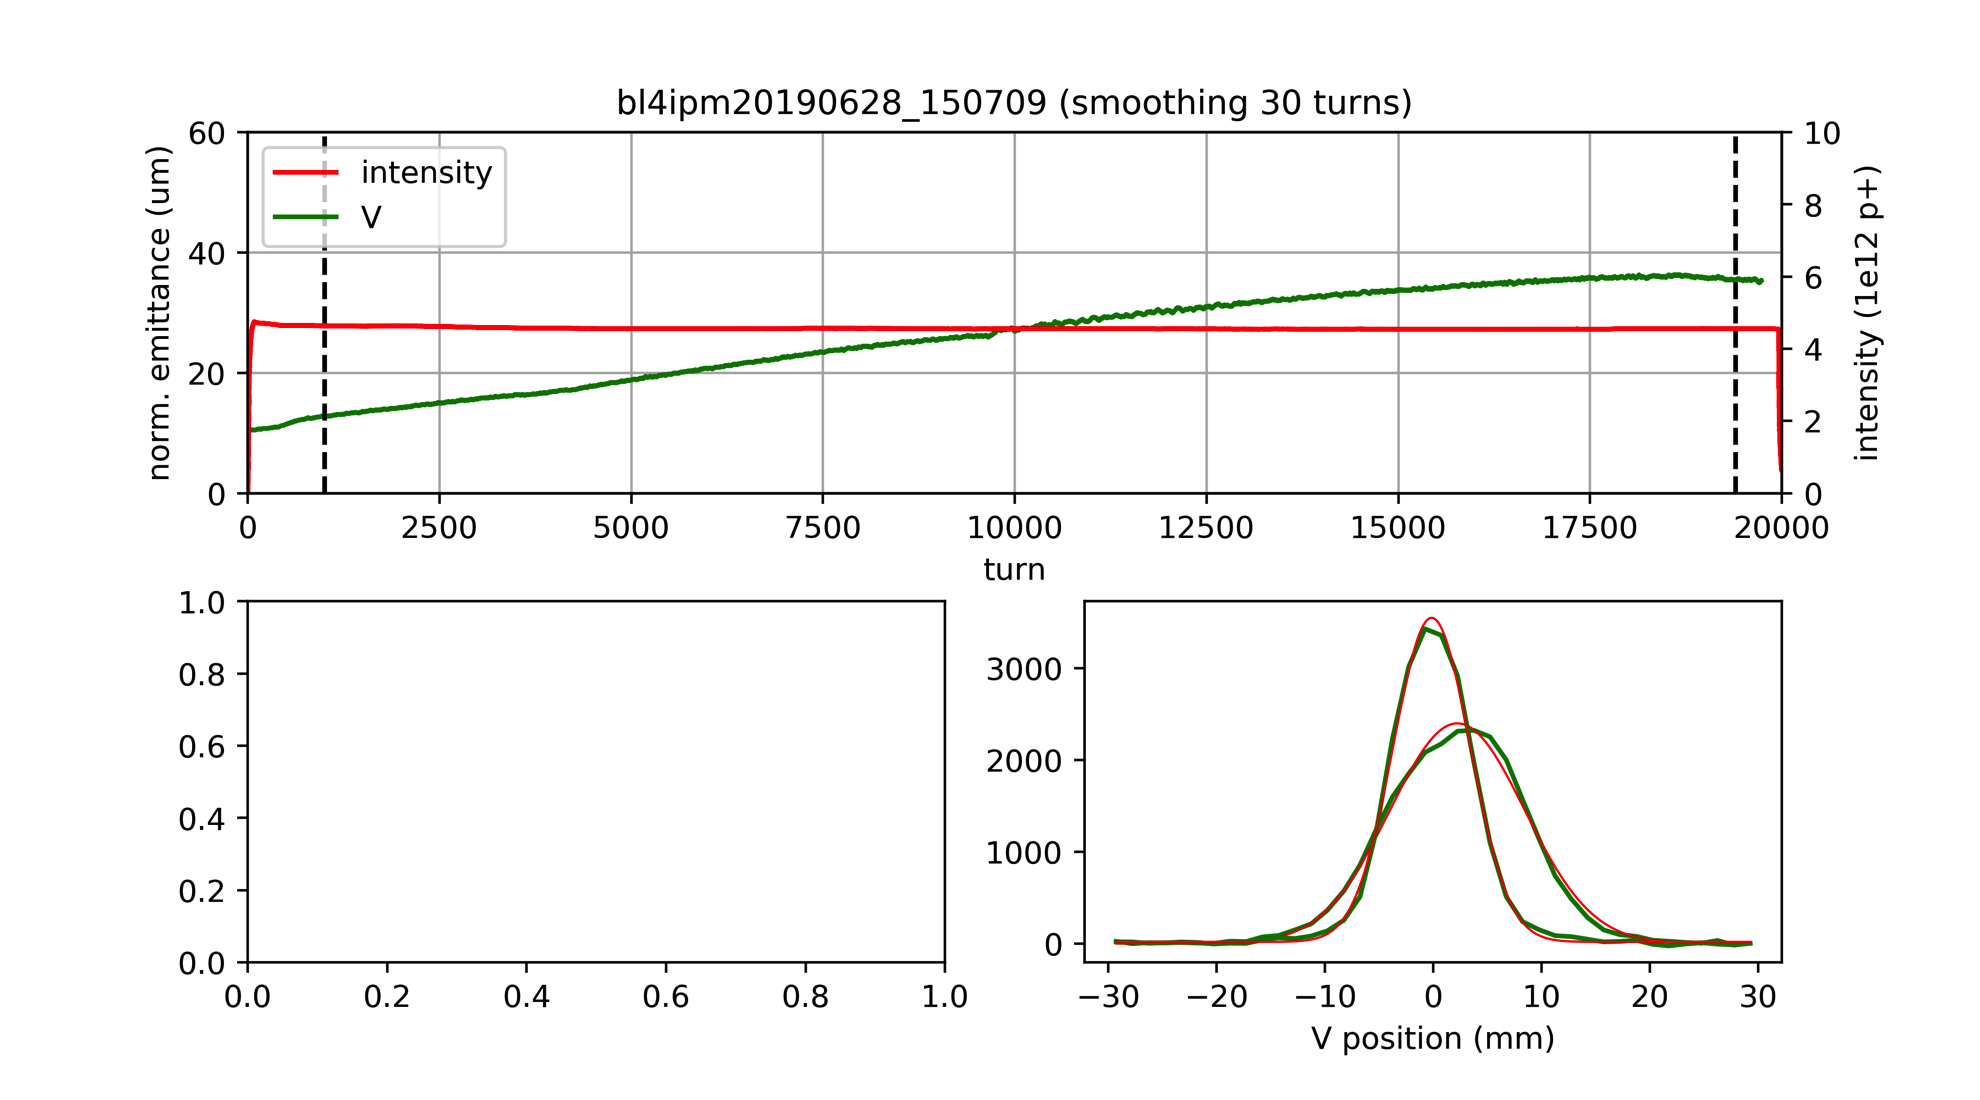 bl4ipm20190628_150709 (smoothing 30 turns)
norm. emittance (um)
60
40
20
0
intensity
V
10
8
6
4
2
0
intensity (1e12 p+)
0 2500 5000 7500 10000 12500 15000 17500 20000
turn
1.0
0.8
0.6
0.4
0.2
0.0
0.0 0.2 0.4 0.6 0.8 1.0
3000
2000
1000
0
−30 −20 −10 0 10 20 30
V position (mm)